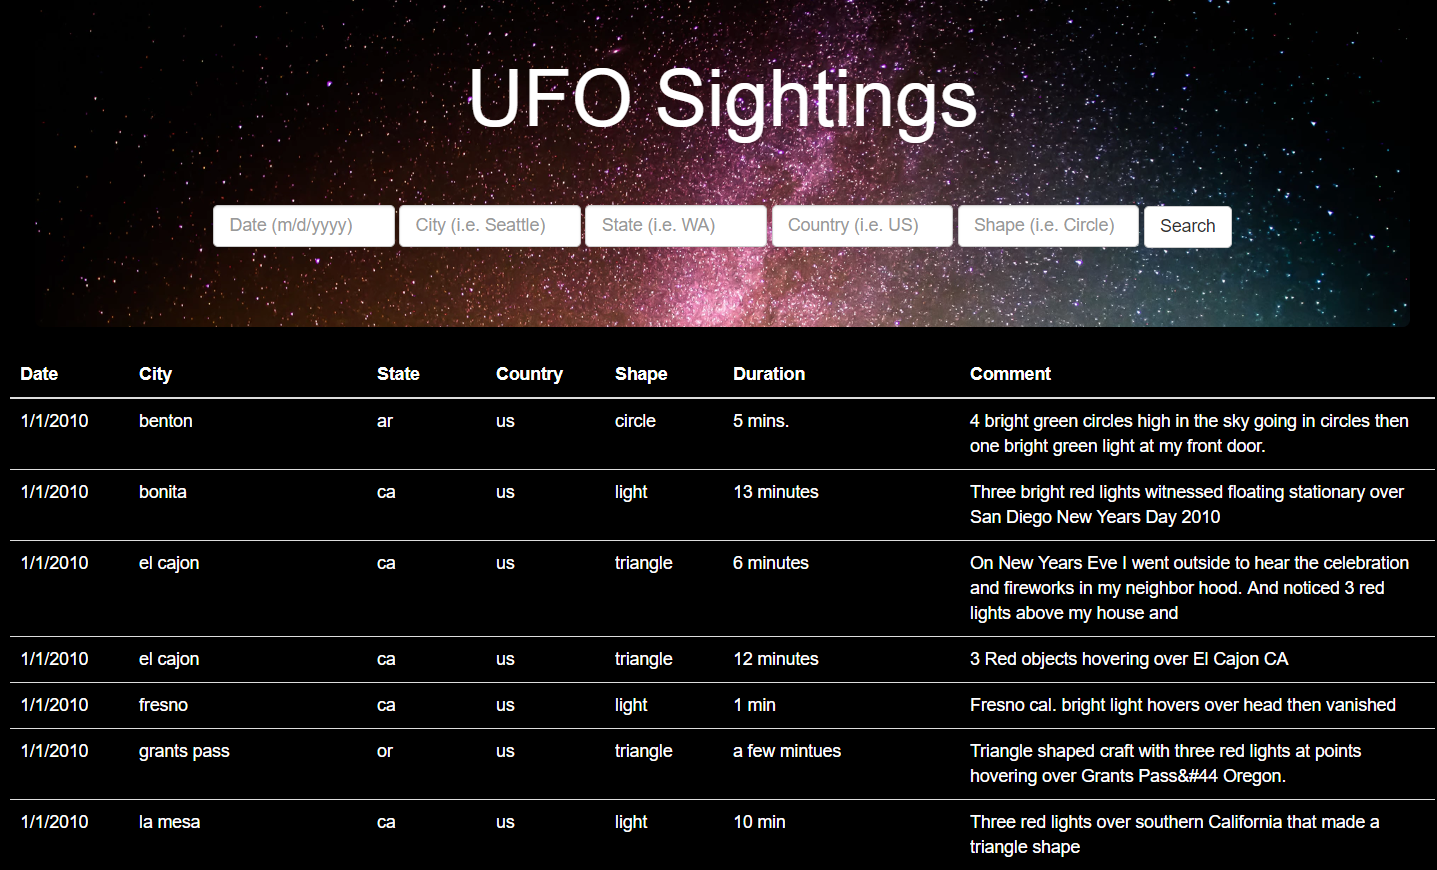 UFO Sightings
Date (m/d/yyyy) City (i.e. Seattle) State (i.e. WA) Country (i.e. US) Shape (i.e. Circle) Search
Date City State Country Shape Duration Comment
1/1/2010 benton ar us circle 5 mins. 4 bright green circles high in the sky going in circles then
one bright green light at my front door.
1/1/2010 bonita ca us light 13 minutes Three bright red lights witnessed floating stationary over
San Diego New Years Day 2010
1/1/2010 el cajon ca us triangle 6 minutes On New Years Eve I went outside to hear the celebration
and fireworks in my neighbor hood. And noticed 3 red
lights above my house and
1/1/2010 el cajon ca us triangle 12 minutes 3 Red objects hovering over El Cajon CA
1/1/2010 fresno ca us light 1 min Fresno cal. bright light hovers over head then vanished
1/1/2010 grants pass or us triangle a few mintues Triangle shaped craft with three red lights at points
hovering over Grants Pass&#44 Oregon.
1/1/2010 la mesa ca us light 10 min Three red lights over southern California that made a
triangle shape